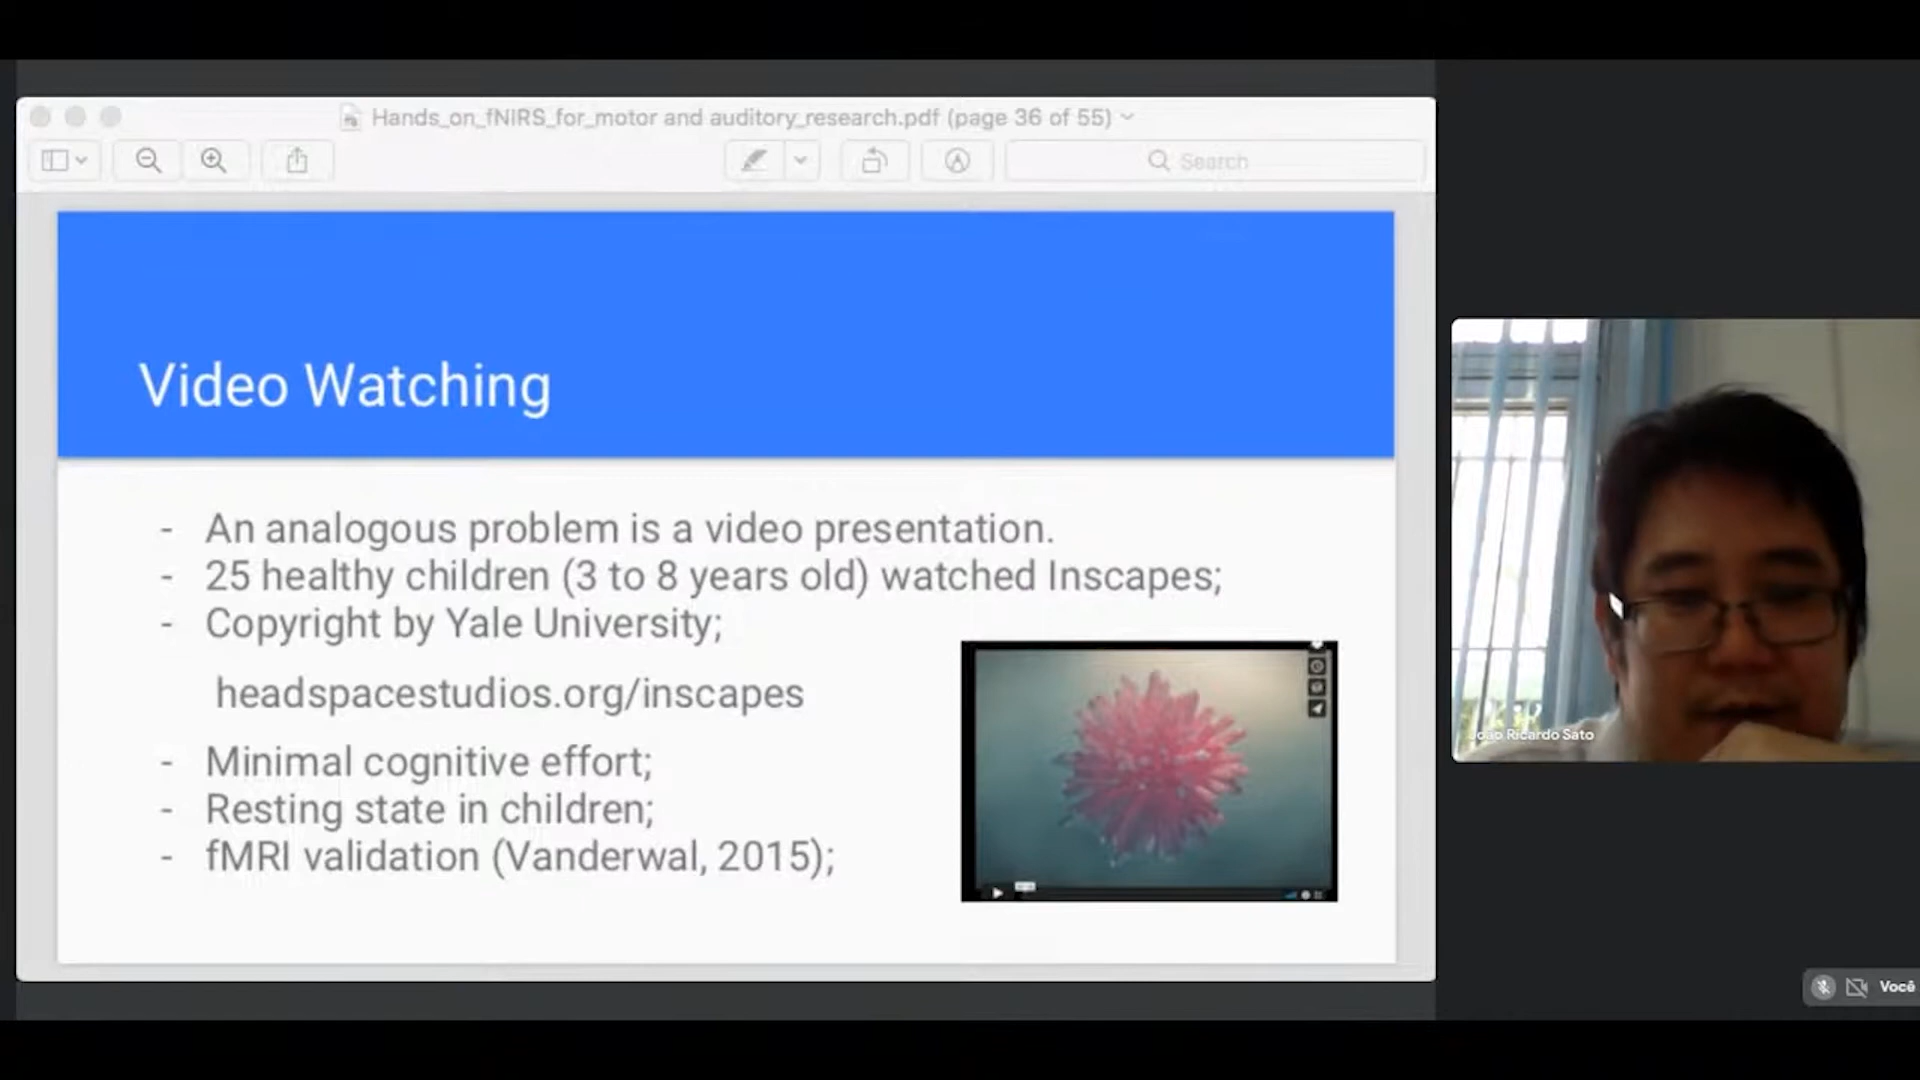 Hands_on_fNIRS_for_motor and auditory_research.pdf (page 36 of 55)
Search
Video Watching
- An analogous problem is a video presentation.
- 25 healthy children (3 to 8 years old) watched Inscapes;
- Copyright by Yale University;
headspacestudios.org/inscapes
- Minimal cognitive effort;
- Resting state in children;
- fMRI validation (Vanderwal, 2015);
João Ricardo Sato
Você